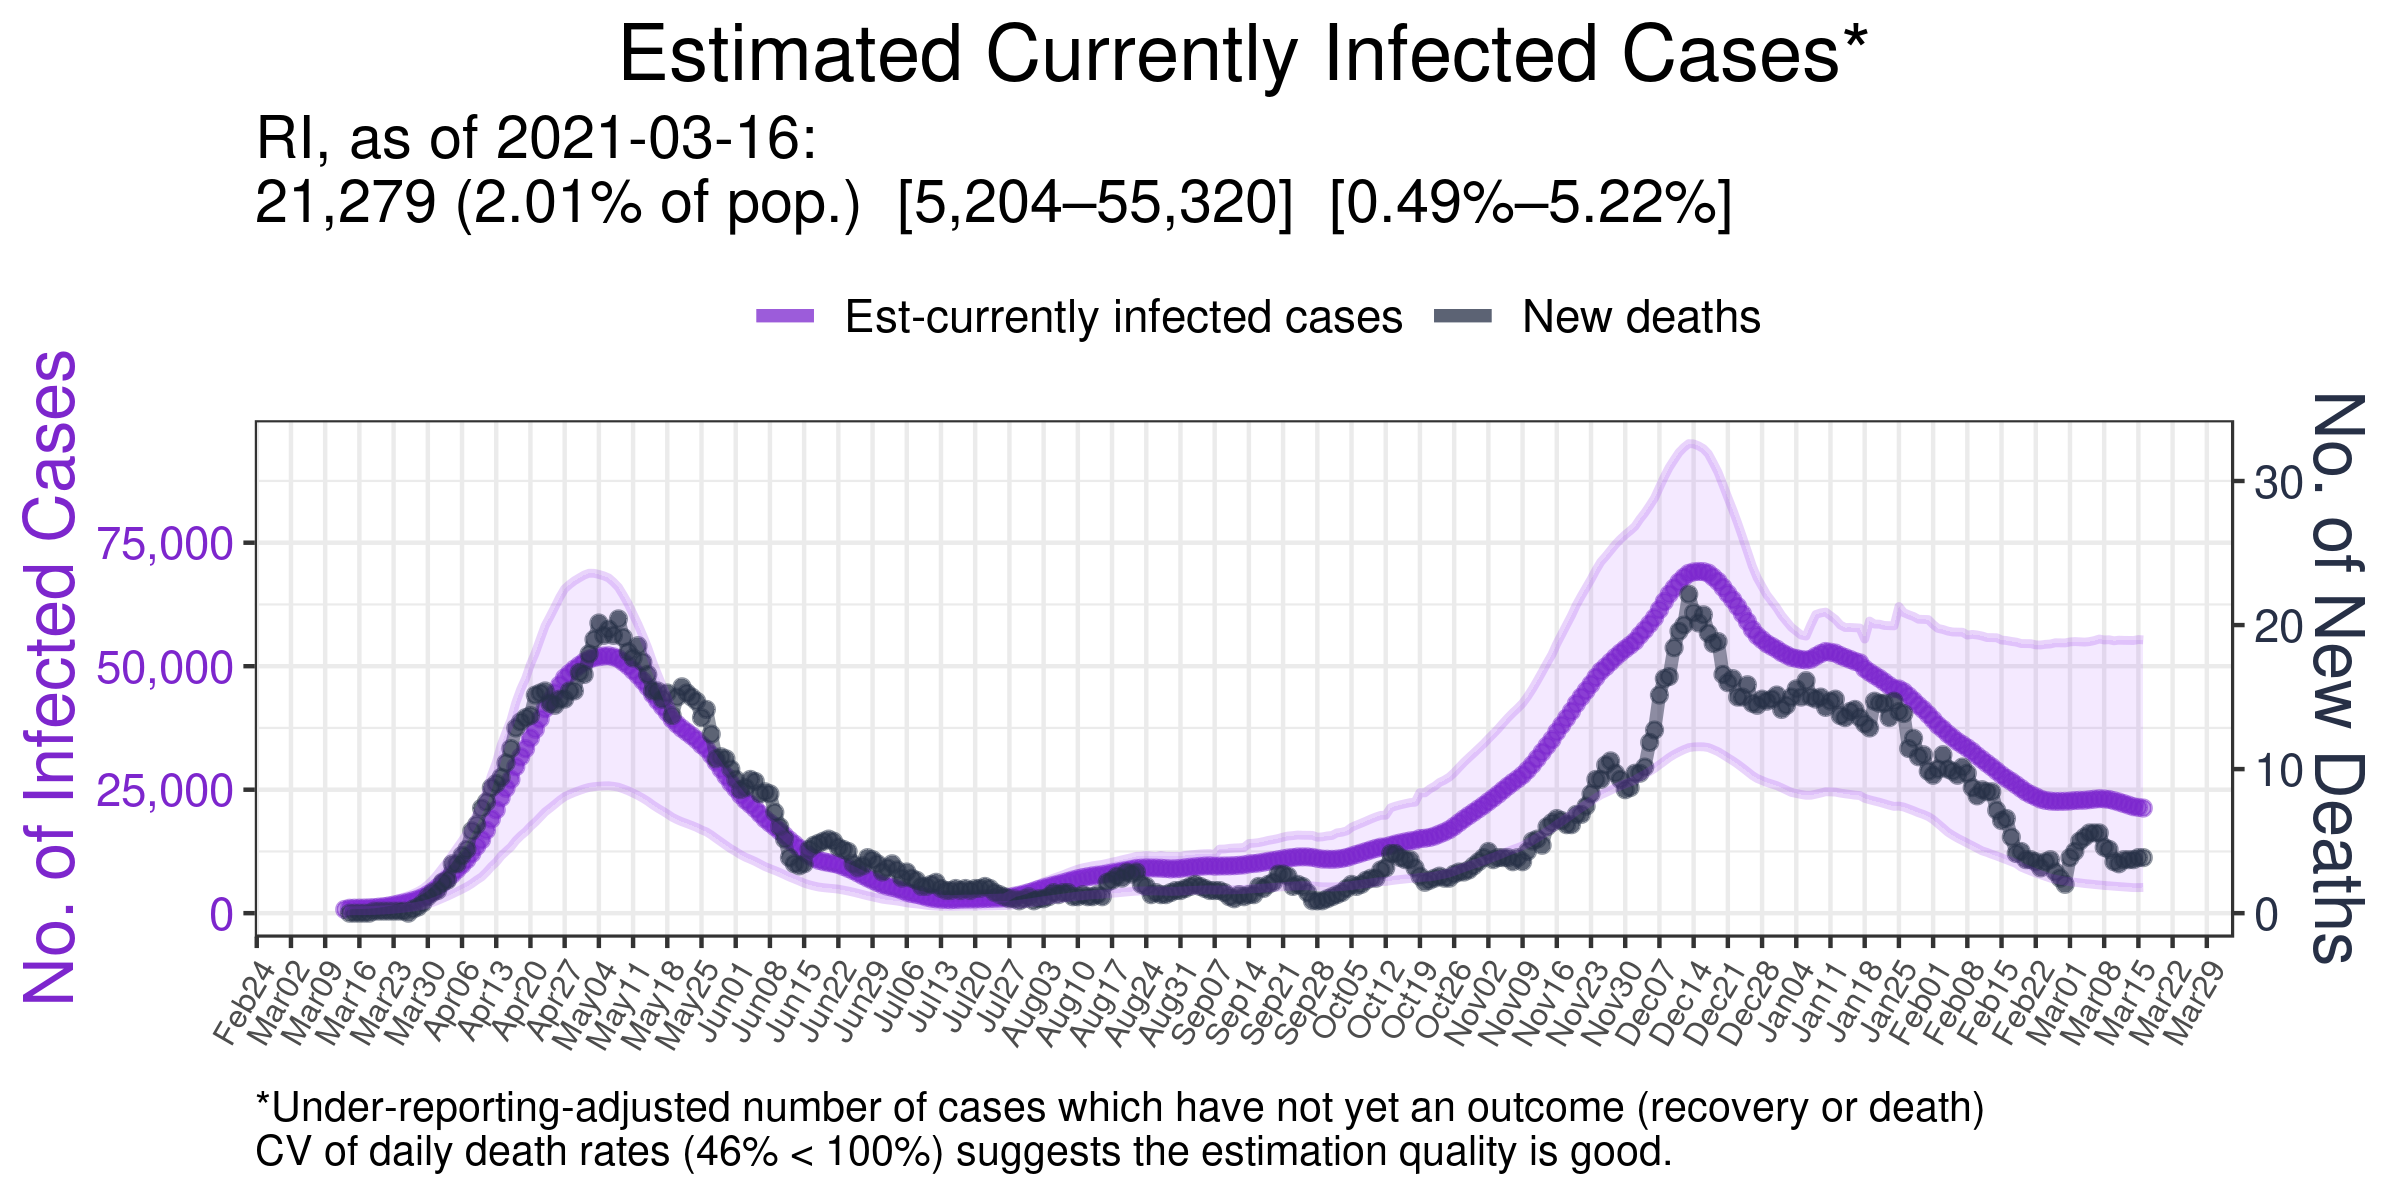 Estimated Currently Infected Cases*
RI, as of 2021-03-16:
21,279 (2.01% of pop.)  [5,204–55,320]  [0.49%–5.22%]
Est-currently infected cases
New deaths
No. of Infected Cases
75,000
50,000
25,000
0
30
20
10
0
No. of New Deaths
Feb24
Mar02
Mar09
Mar16
Mar23
Mar30
Apr06
Apr13
Apr20
Apr27
May04
May11
May18
May25
Jun01
Jun08
Jun15
Jun22
Jun29
Jul06
Jul13
Jul20
Jul27
Aug03
Aug10
Aug17
Aug24
Aug31
Sep07
Sep14
Sep21
Sep28
Oct05
Oct12
Oct19
Oct26
Nov02
Nov09
Nov16
Nov23
Nov30
Dec07
Dec14
Dec21
Dec28
Jan04
Jan11
Jan18
Jan25
Feb01
Feb08
Feb15
Feb22
Mar01
Mar08
Mar15
Mar22
Mar29
*Under-reporting-adjusted number of cases which have not yet an outcome (recovery or death)
CV of daily death rates (46% < 100%) suggests the estimation quality is good.